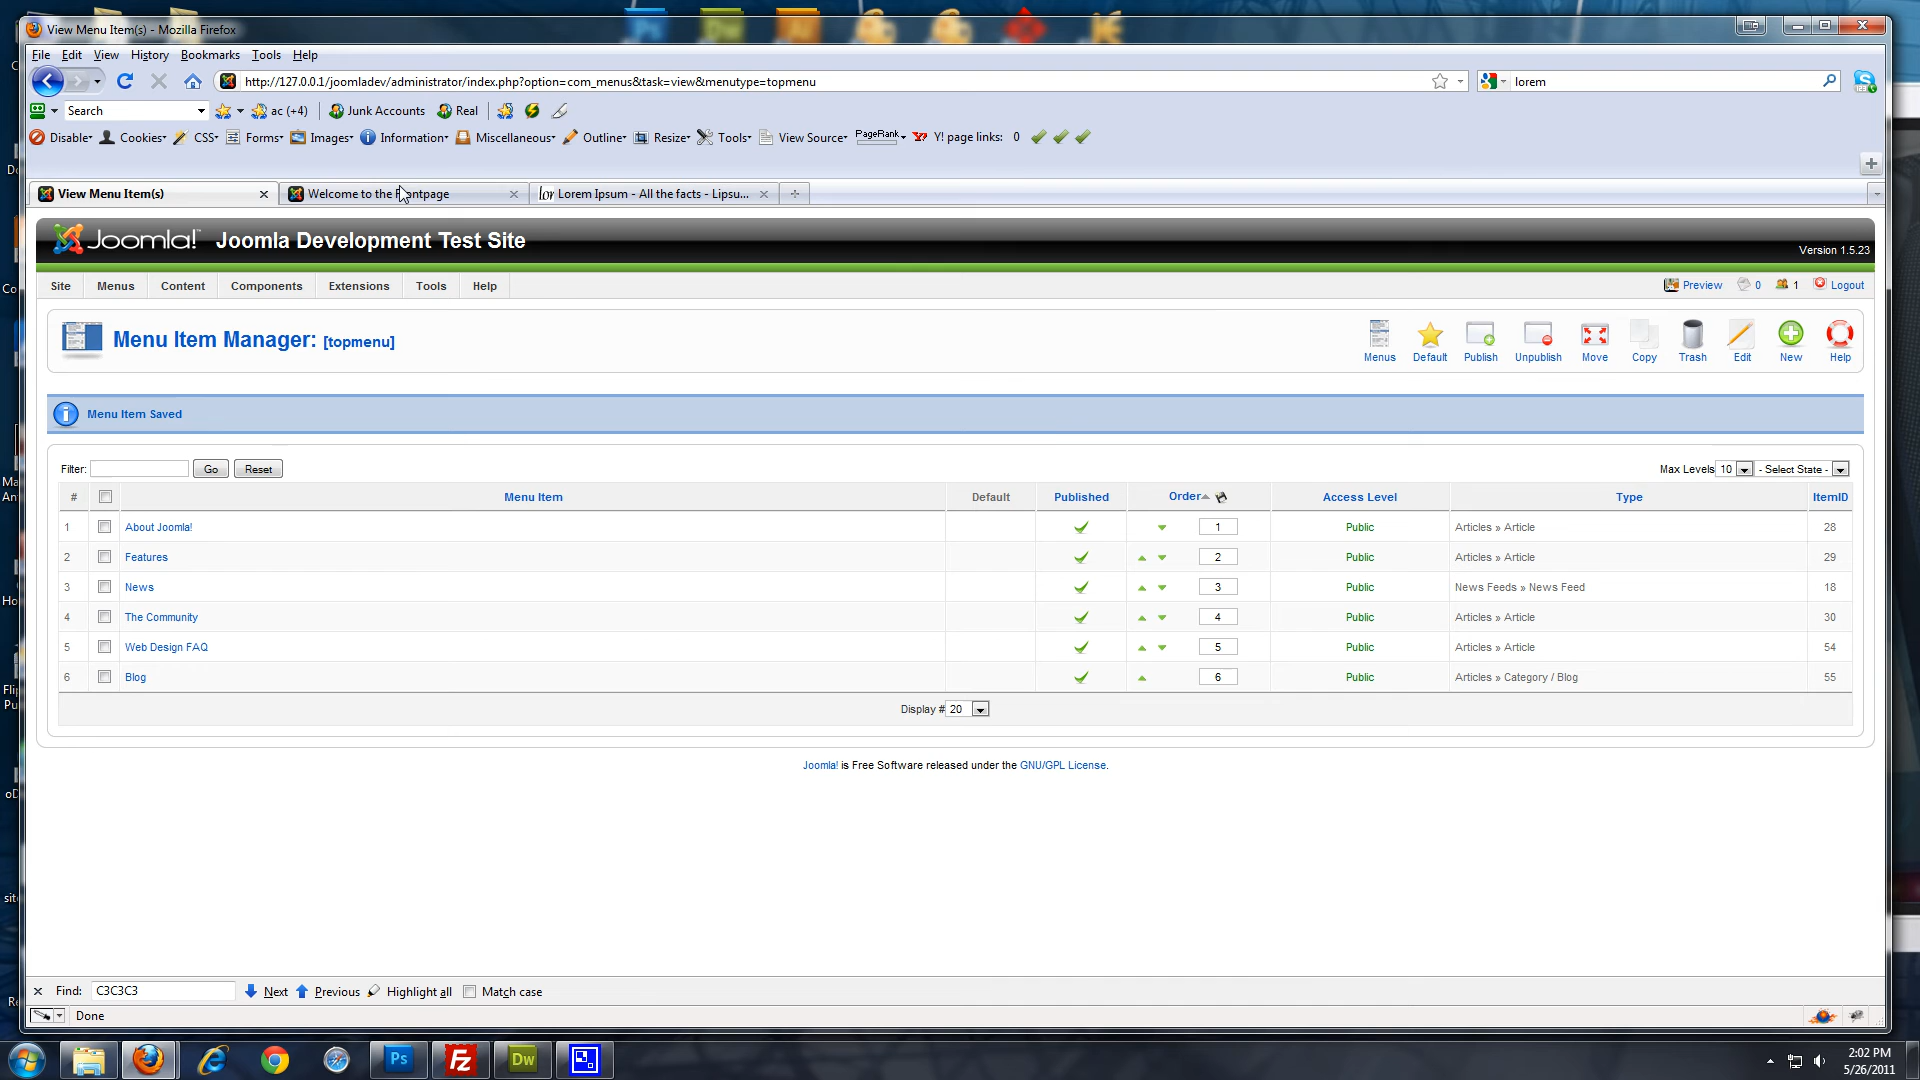 View Menu Item(s) - Mozilla Firefox
File Edit View History Bookmarks Tools Help
http://127.0.0.1/joomladev/administrator/index.php?option=com_menus&task=view&menutype=topmenu
lorem
Search ac (+4) Junk Accounts Real
Disable Cookies CSS Forms Images Information Miscellaneous Outline Resize Tools View Source PageRank Y! page links: 0
View Menu Item(s)
Welcome to the Frontpage
Lorem Ipsum - All the facts - Lipsu...
Joomla! Joomla Development Test Site
Version 1.5.23
Site Menus Content Components Extensions Tools Help
Preview 0 1 Logout
Menu Item Manager: [topmenu]
Menus Default Publish Unpublish Move Copy Trash Edit New Help
Menu Item Saved
Filter: Go Reset
Max Levels 10 - Select State -
# Menu Item Default Published Order Access Level Type ItemID
1 About Joomla! 1 Public Articles » Article 28
2 Features 2 Public Articles » Article 29
3 News 3 Public News Feeds » News Feed 18
4 The Community 4 Public Articles » Article 30
5 Web Design FAQ 5 Public Articles » Article 54
6 Blog 6 Public Articles » Category / Blog 55
Display # 20
Joomla! is Free Software released under the GNU/GPL License.
Find: C3C3C3 Next Previous Highlight all Match case
Done
Ps Fz Dw
2:02 PM
5/26/2011